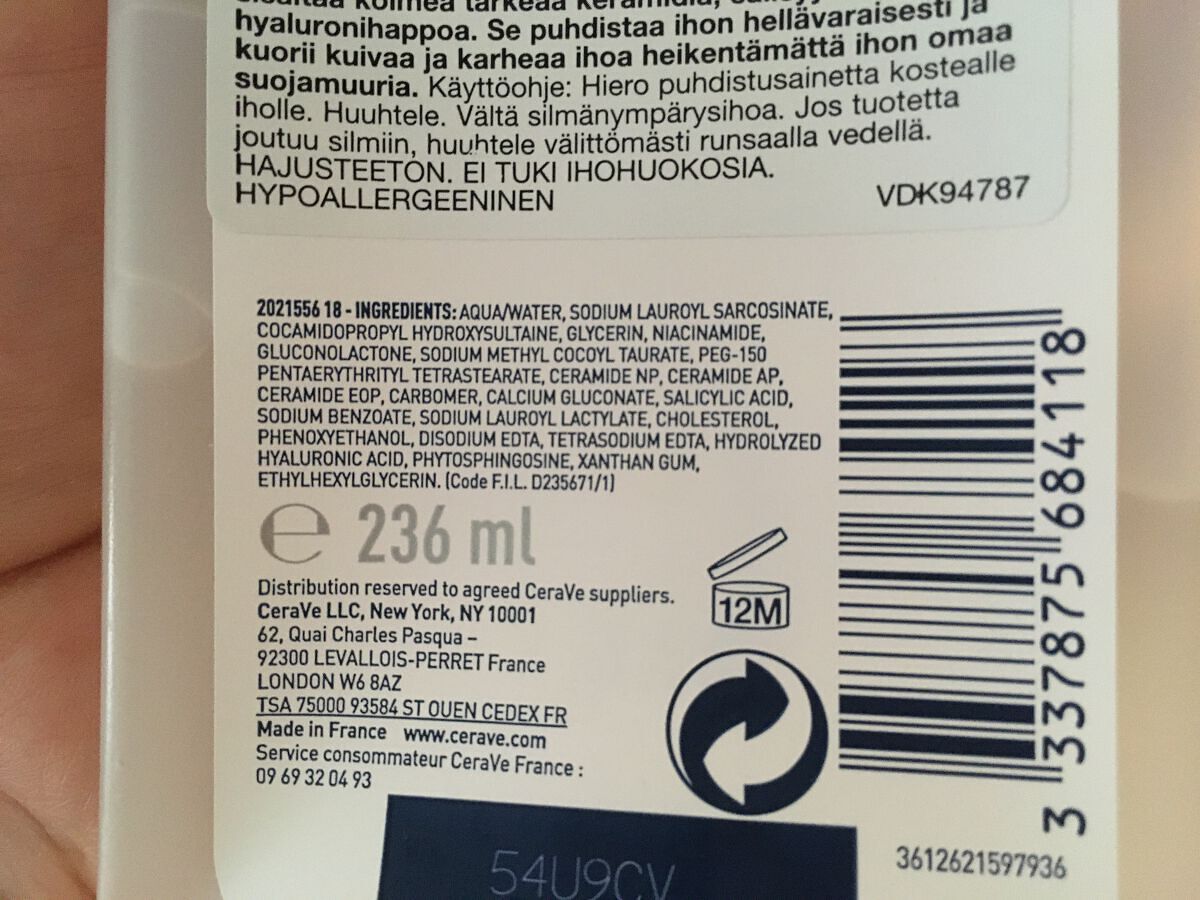 kolmea tärkeää keramidia,
hyaluronihappoa. Se puhdistaa ihon hellävaraisesti ja
kuorii kuivaa ja karheaa ihoa heikentämättä ihon omaa
suojamuuria. Käyttöohje: Hiero puhdistusainetta kostealle
iholle. Huuhtele. Vältä silmänympärysihoa. Jos tuotetta
joutuu silmiin, huuhtele välittömästi runsaalla vedellä.
HAJUSTEETON. EI TUKI IHOHUOKOSIA.
HYPOALLERGEENINEN
VDK94787
2021556 18 - INGREDIENTS: AQUA/WATER, SODIUM LAUROYL SARCOSINATE,
COCAMIDOPROPYL HYDROXYSULTAINE, GLYCERIN, NIACINAMIDE,
GLUCONOLACTONE, SODIUM METHYL COCOYL TAURATE, PEG-150
PENTAERYTHRITYL TETRASTEARATE, CERAMIDE NP, CERAMIDE AP,
CERAMIDE EOP, CARBOMER, CALCIUM GLUCONATE, SALICYLIC ACID,
SODIUM BENZOATE, SODIUM LAUROYL LACTYLATE, CHOLESTEROL,
PHENOXYETHANOL, DISODIUM EDTA, TETRASODIUM EDTA, HYDROLYZED
HYALURONIC ACID, PHYTOSPHINGOSINE, XANTHAN GUM,
ETHYLHEXYLGLYCERIN. (Code F.I.L. D235671/1)
e 236 ml
Distribution reserved to agreed CeraVe suppliers.
CeraVe LLC, New York, NY 10001
62, Quai Charles Pasqua –
92300 LEVALLOIS-PERRET France
LONDON W6 8AZ
TSA 75000 93584 ST OUEN CEDEX FR
Made in France www.cerave.com
Service consommateur CeraVe France :
09 69 32 04 93
12M
3 337875 684118
3612621597936
54U9CV